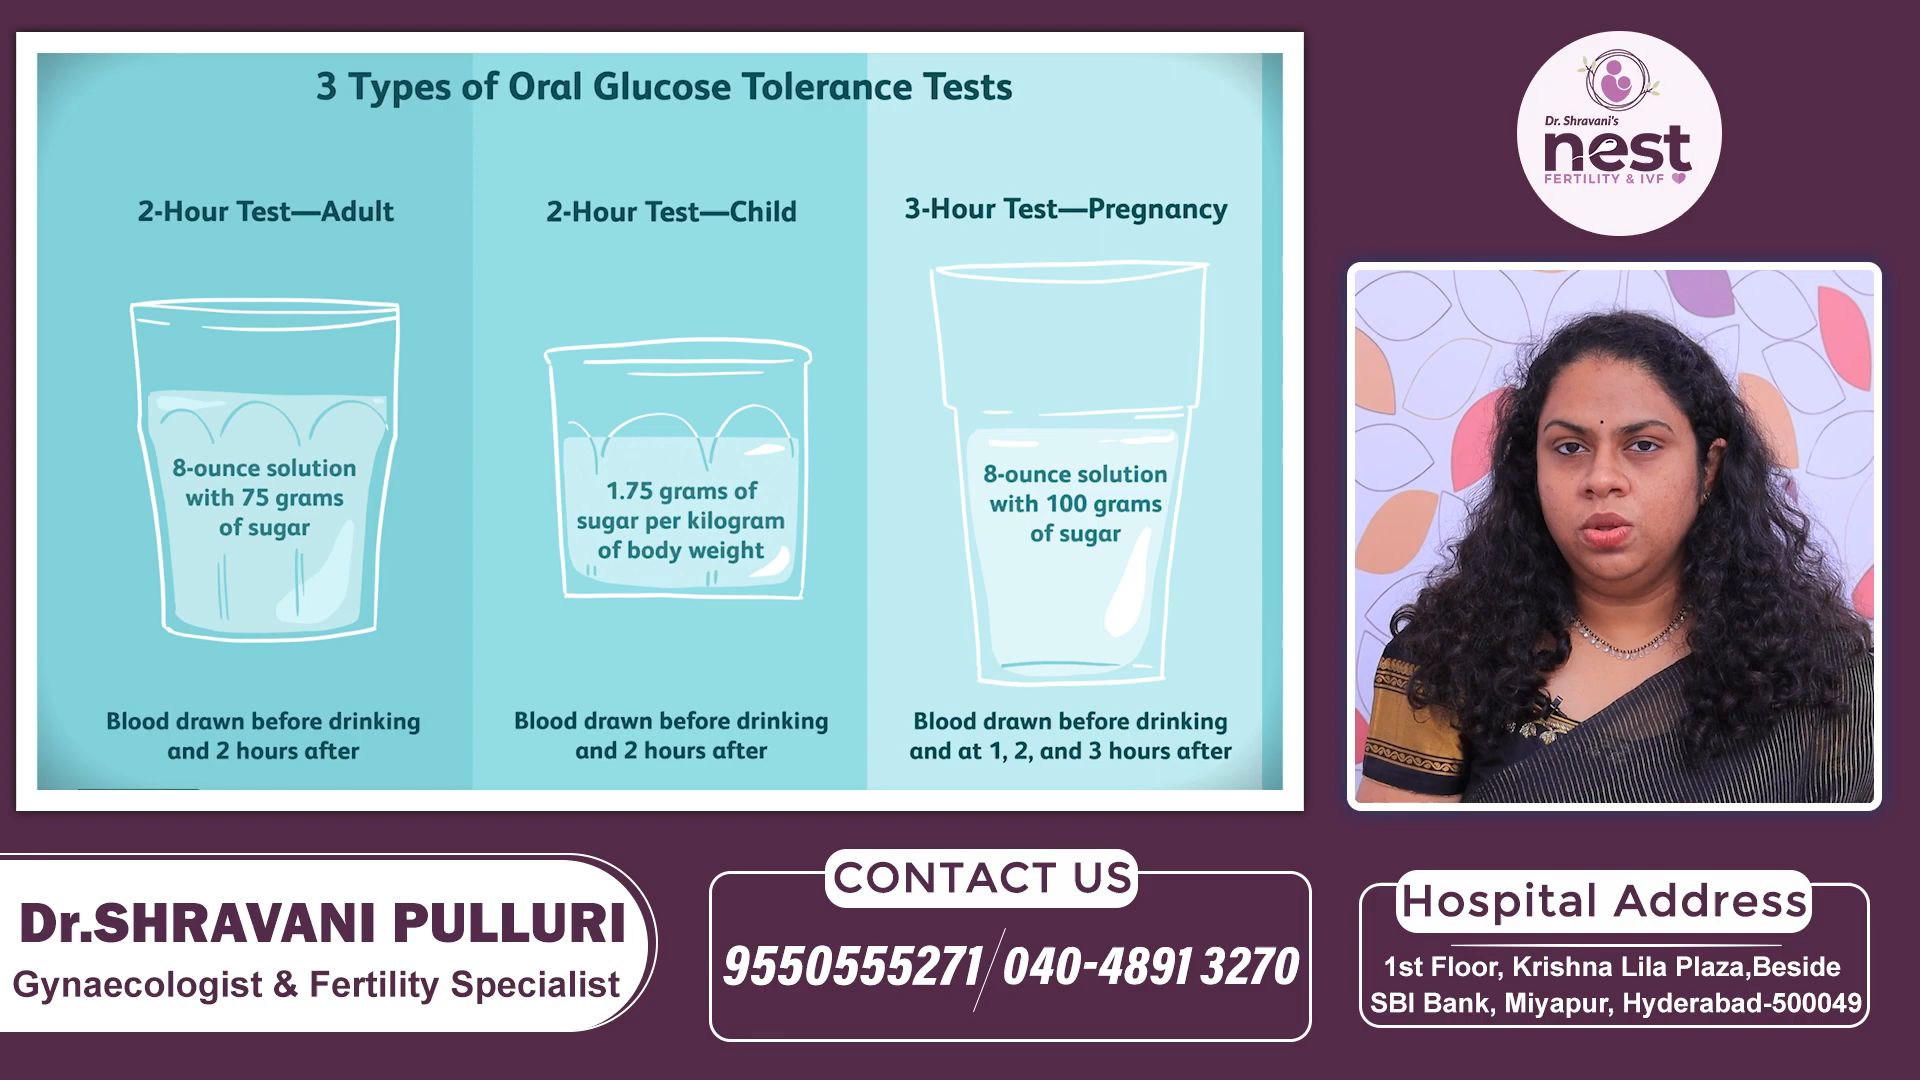 3 Types of Oral Glucose Tolerance Tests
2-Hour Test—Adult
8-ounce solution
with 75 grams
of sugar
Blood drawn before drinking
and 2 hours after
2-Hour Test—Child
1.75 grams of
sugar per kilogram
of body weight
Blood drawn before drinking
and 2 hours after
3-Hour Test—Pregnancy
8-ounce solution
with 100 grams
of sugar
Blood drawn before drinking
and at 1, 2, and 3 hours after
Dr. Shravani's
nest
FERTILITY & IVF
Dr.SHRAVANI PULLURI
Gynaecologist & Fertility Specialist
CONTACT US
9550555271/040-4891 3270
Hospital Address
1st Floor, Krishna Lila Plaza,Beside
SBI Bank, Miyapur, Hyderabad-500049